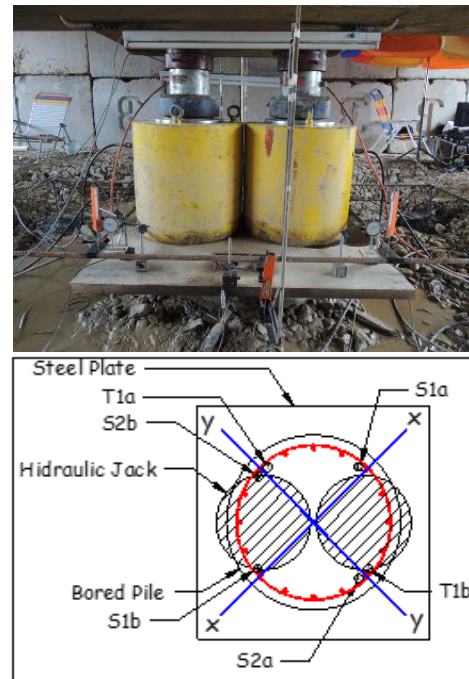 Steel Plate
T1a
S1a
S2b
y
x
Hidraulic Jack
Bored Pile
S1b
T1b
x
y
S2a